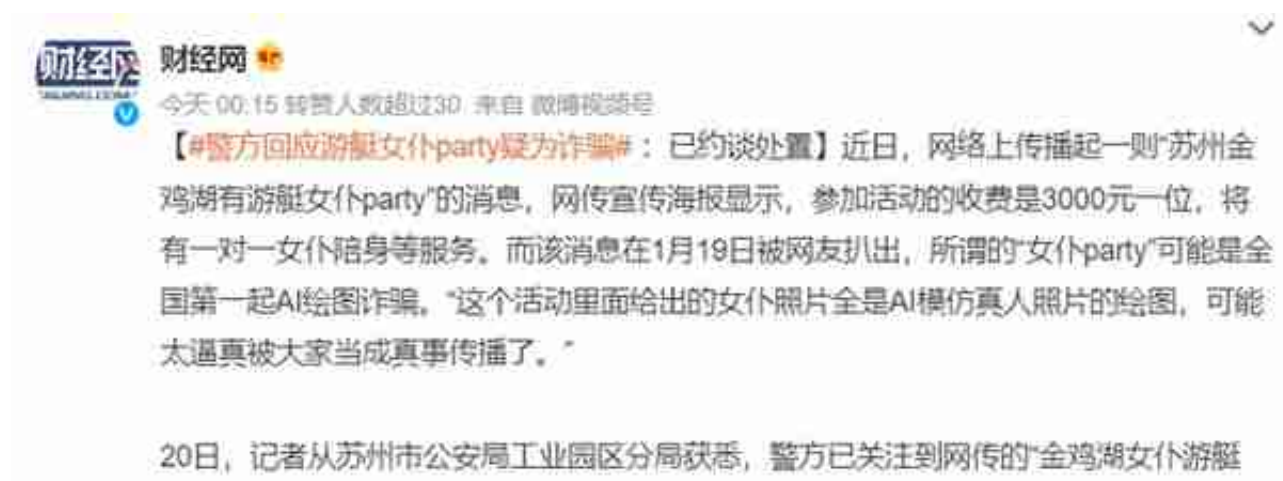 财经网
财经网
今天 00:15 转赞人数超过30 来自 微博视频号
【#警方回应游艇女仆party疑为诈骗#：已约谈处置】近日，网络上传播起一则“苏州金
鸡湖有游艇女仆party”的消息，网传宣传海报显示，参加活动的收费是3000元一位，将
有一对一女仆陪身等服务。而该消息在1月19日被网友扒出，所谓的“女仆party”可能是全
国第一起AI绘图诈骗。“这个活动里面给出的女仆照片全是AI模仿真人照片的绘图，可能
太逼真被大家当成真事传播了。”
20日，记者从苏州市公安局工业园区分局获悉，警方已关注到网传的“金鸡湖女仆游艇